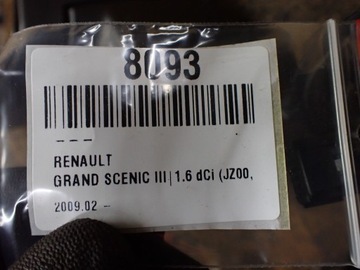 8093
---
RENAULT
GRAND SCENIC III|1.6 dCi (JZ00,
2009.02 -